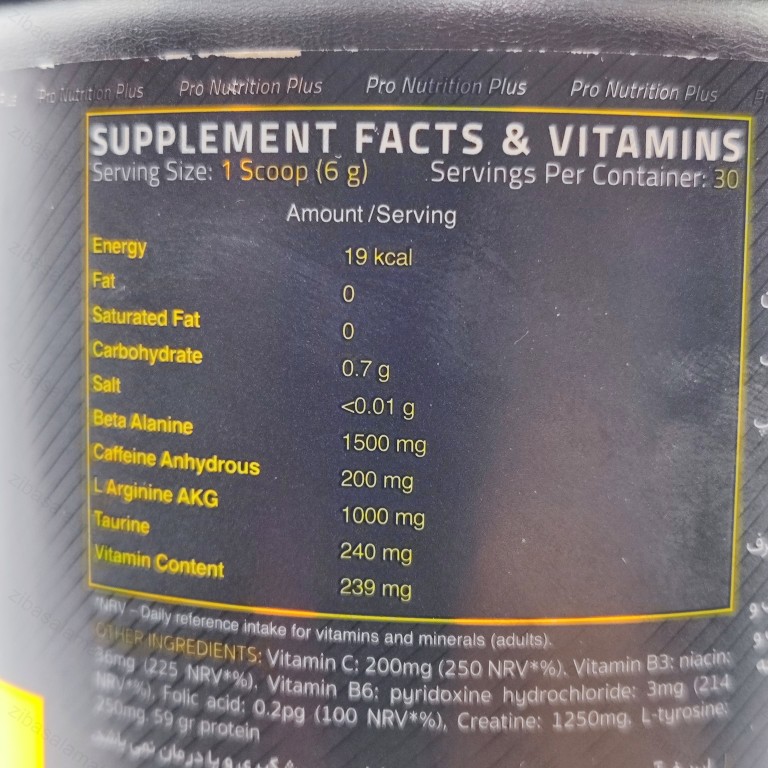 Pro Nutrition Plus Pro Nutrition Plus Pro Nutrition Plus Pro Nutrition Plus
SUPPLEMENT FACTS & VITAMINS
Serving Size: 1 Scoop (6 g) Servings Per Container: 30
Amount/Serving
Energy 19 kcal
Fat 0
Saturated Fat 0
Carbohydrate 0.7 g
Salt <0.01 g
Beta Alanine 1500 mg
Caffeine Anhydrous 200 mg
L Arginine AKG 1000 mg
Taurine 240 mg
Vitamin Content 239 mg
*NRV - Daily reference intake for vitamins and minerals (adults).
OTHER INGREDIENTS: Vitamin C: 200mg (250 NRV*%). Vitamin B3: niacin:
36mg (225 NRV*%). Vitamin B6: pyridoxine hydrochloride: 3mg (214
NRV*%), Folic acid: 0.2pg (100 NRV*%), Creatine: 1250mg, L-tyrosine:
250mg. 59 gr protein